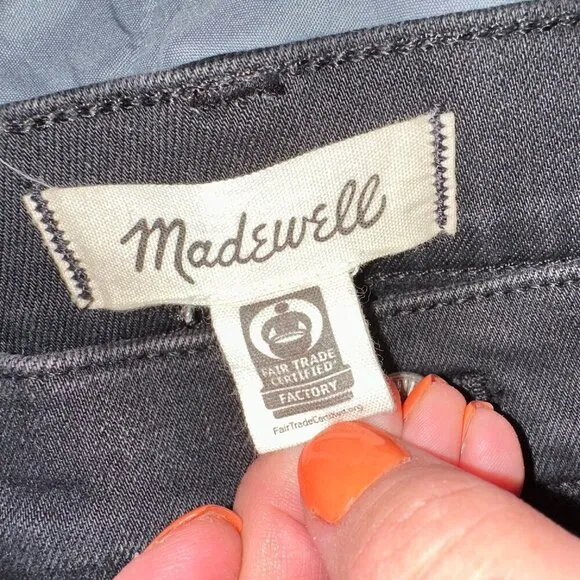 Madewell
FAIR TRADE
CERTIFIED
FACTORY
FairTradeCertified.org